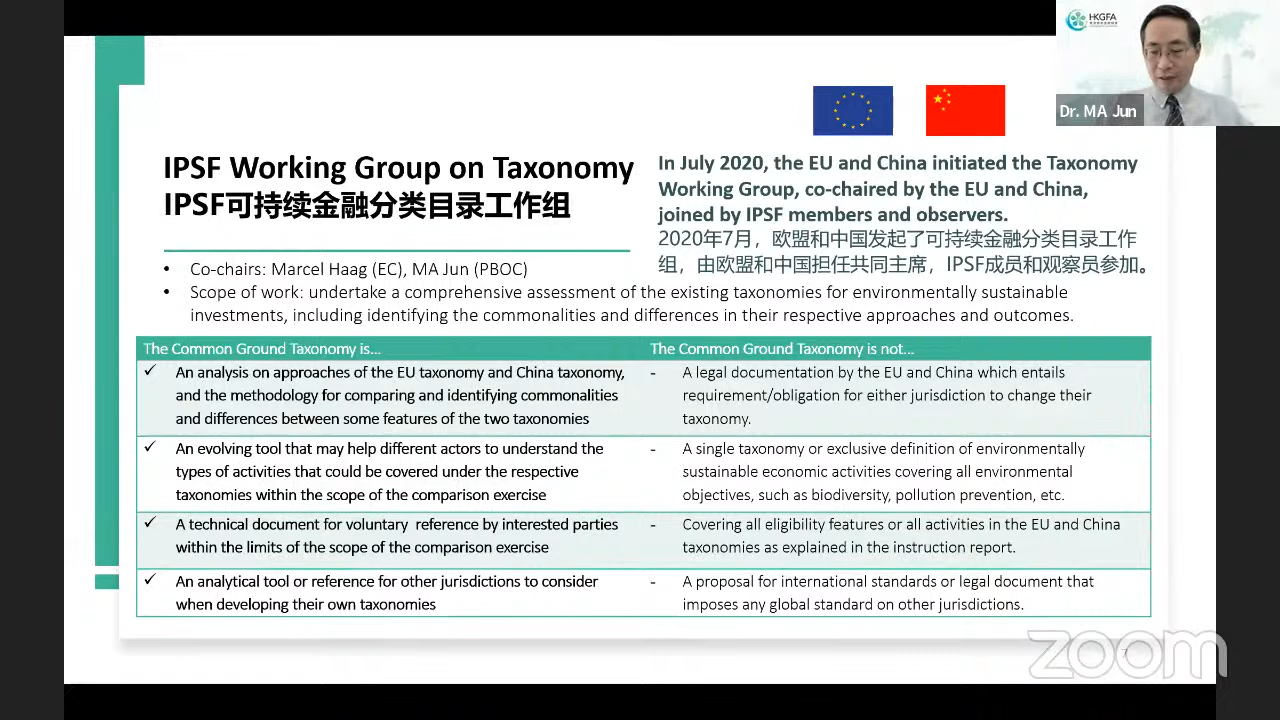 HKGFA
Dr. MA Jun
IPSF Working Group on Taxonomy
IPSF可持续金融分类目录工作组
In July 2020, the EU and China initiated the Taxonomy
Working Group, co-chaired by the EU and China,
joined by IPSF members and observers.
2020年7月，欧盟和中国发起了可持续金融分类目录工作
组，由欧盟和中国担任共同主席，IPSF成员和观察员参加。
• Co-chairs: Marcel Haag (EC), MA Jun (PBOC)
• Scope of work: undertake a comprehensive assessment of the existing taxonomies for environmentally sustainable
investments, including identifying the commonalities and differences in their respective approaches and outcomes.
The Common Ground Taxonomy is...
✓ An analysis on approaches of the EU taxonomy and China taxonomy,
and the methodology for comparing and identifying commonalities
and differences between some features of the two taxonomies
✓ An evolving tool that may help different actors to understand the
types of activities that could be covered under the respective
taxonomies within the scope of the comparison exercise
✓ A technical document for voluntary reference by interested parties
within the limits of the scope of the comparison exercise
✓ An analytical tool or reference for other jurisdictions to consider
when developing their own taxonomies
The Common Ground Taxonomy is not...
- A legal documentation by the EU and China which entails
requirement/obligation for either jurisdiction to change their
taxonomy.
- A single taxonomy or exclusive definition of environmentally
sustainable economic activities covering all environmental
objectives, such as biodiversity, pollution prevention, etc.
- Covering all eligibility features or all activities in the EU and China
taxonomies as explained in the instruction report.
- A proposal for international standards or legal document that
imposes any global standard on other jurisdictions.
7
zoom